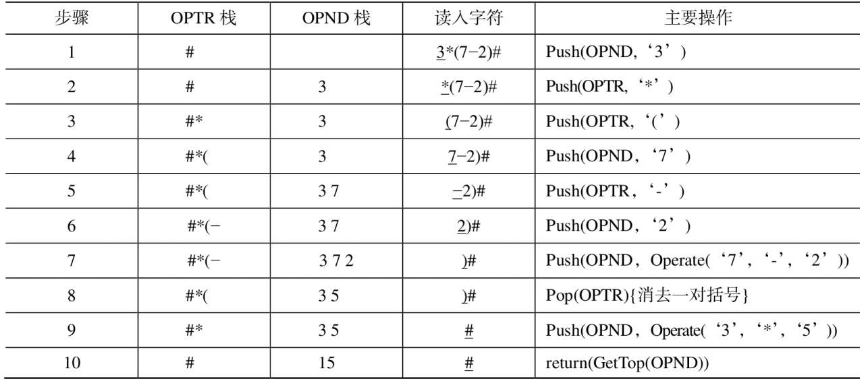 步骤 OPTR 栈 OPND 栈 读入字符 主要操作
1 # 3*(7−2)# Push(OPND,‘3’)
2 # 3 *(7−2)# Push(OPTR,‘*’)
3 #* 3 (7−2)# Push(OPTR,‘(’)
4 #*( 3 7−2)# Push(OPND,‘7’)
5 #*( 3 7 −2)# Push(OPTR,‘-’)
6 #*(− 3 7 2)# Push(OPND,‘2’)
7 #*(− 3 7 2 )# Push(OPND,Operate(‘7’,‘-’,‘2’))
8 #*( 3 5 )# Pop(OPTR){消去一对括号}
9 #* 3 5 # Push(OPND,Operate(‘3’,‘*’,‘5’))
10 # 15 # return(GetTop(OPND))